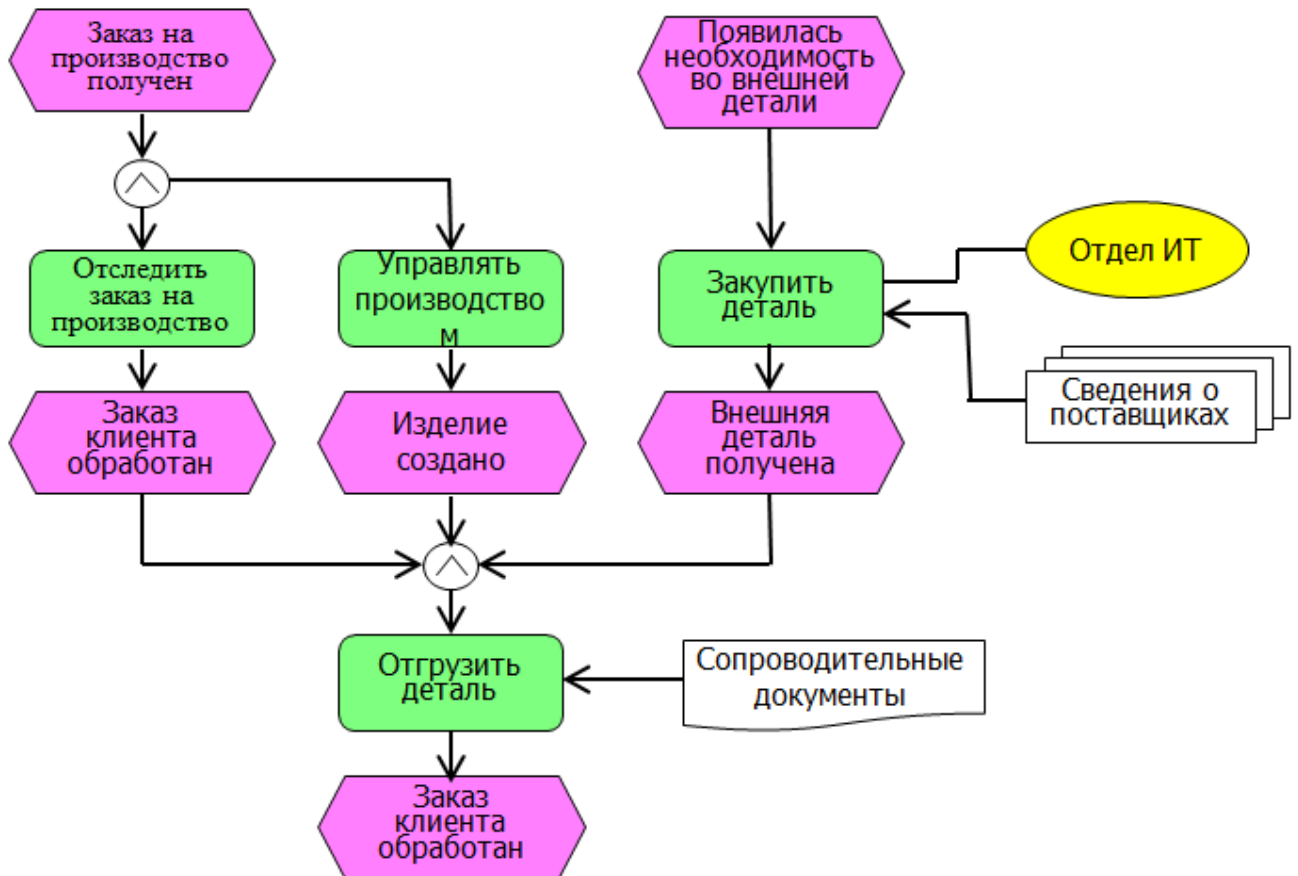 Заказ на
производство
получен
Появилась
необходимость
во внешней
детали
Отследить
заказ на
производство
Управлять
производство
м
Закупить
деталь
Отдел ИТ
Сведения о
поставщиках
Заказ
клиента
обработан
Изделие
создано
Внешняя
деталь
получена
Отгрузить
деталь
Сопроводительные
документы
Заказ
клиента
обработан